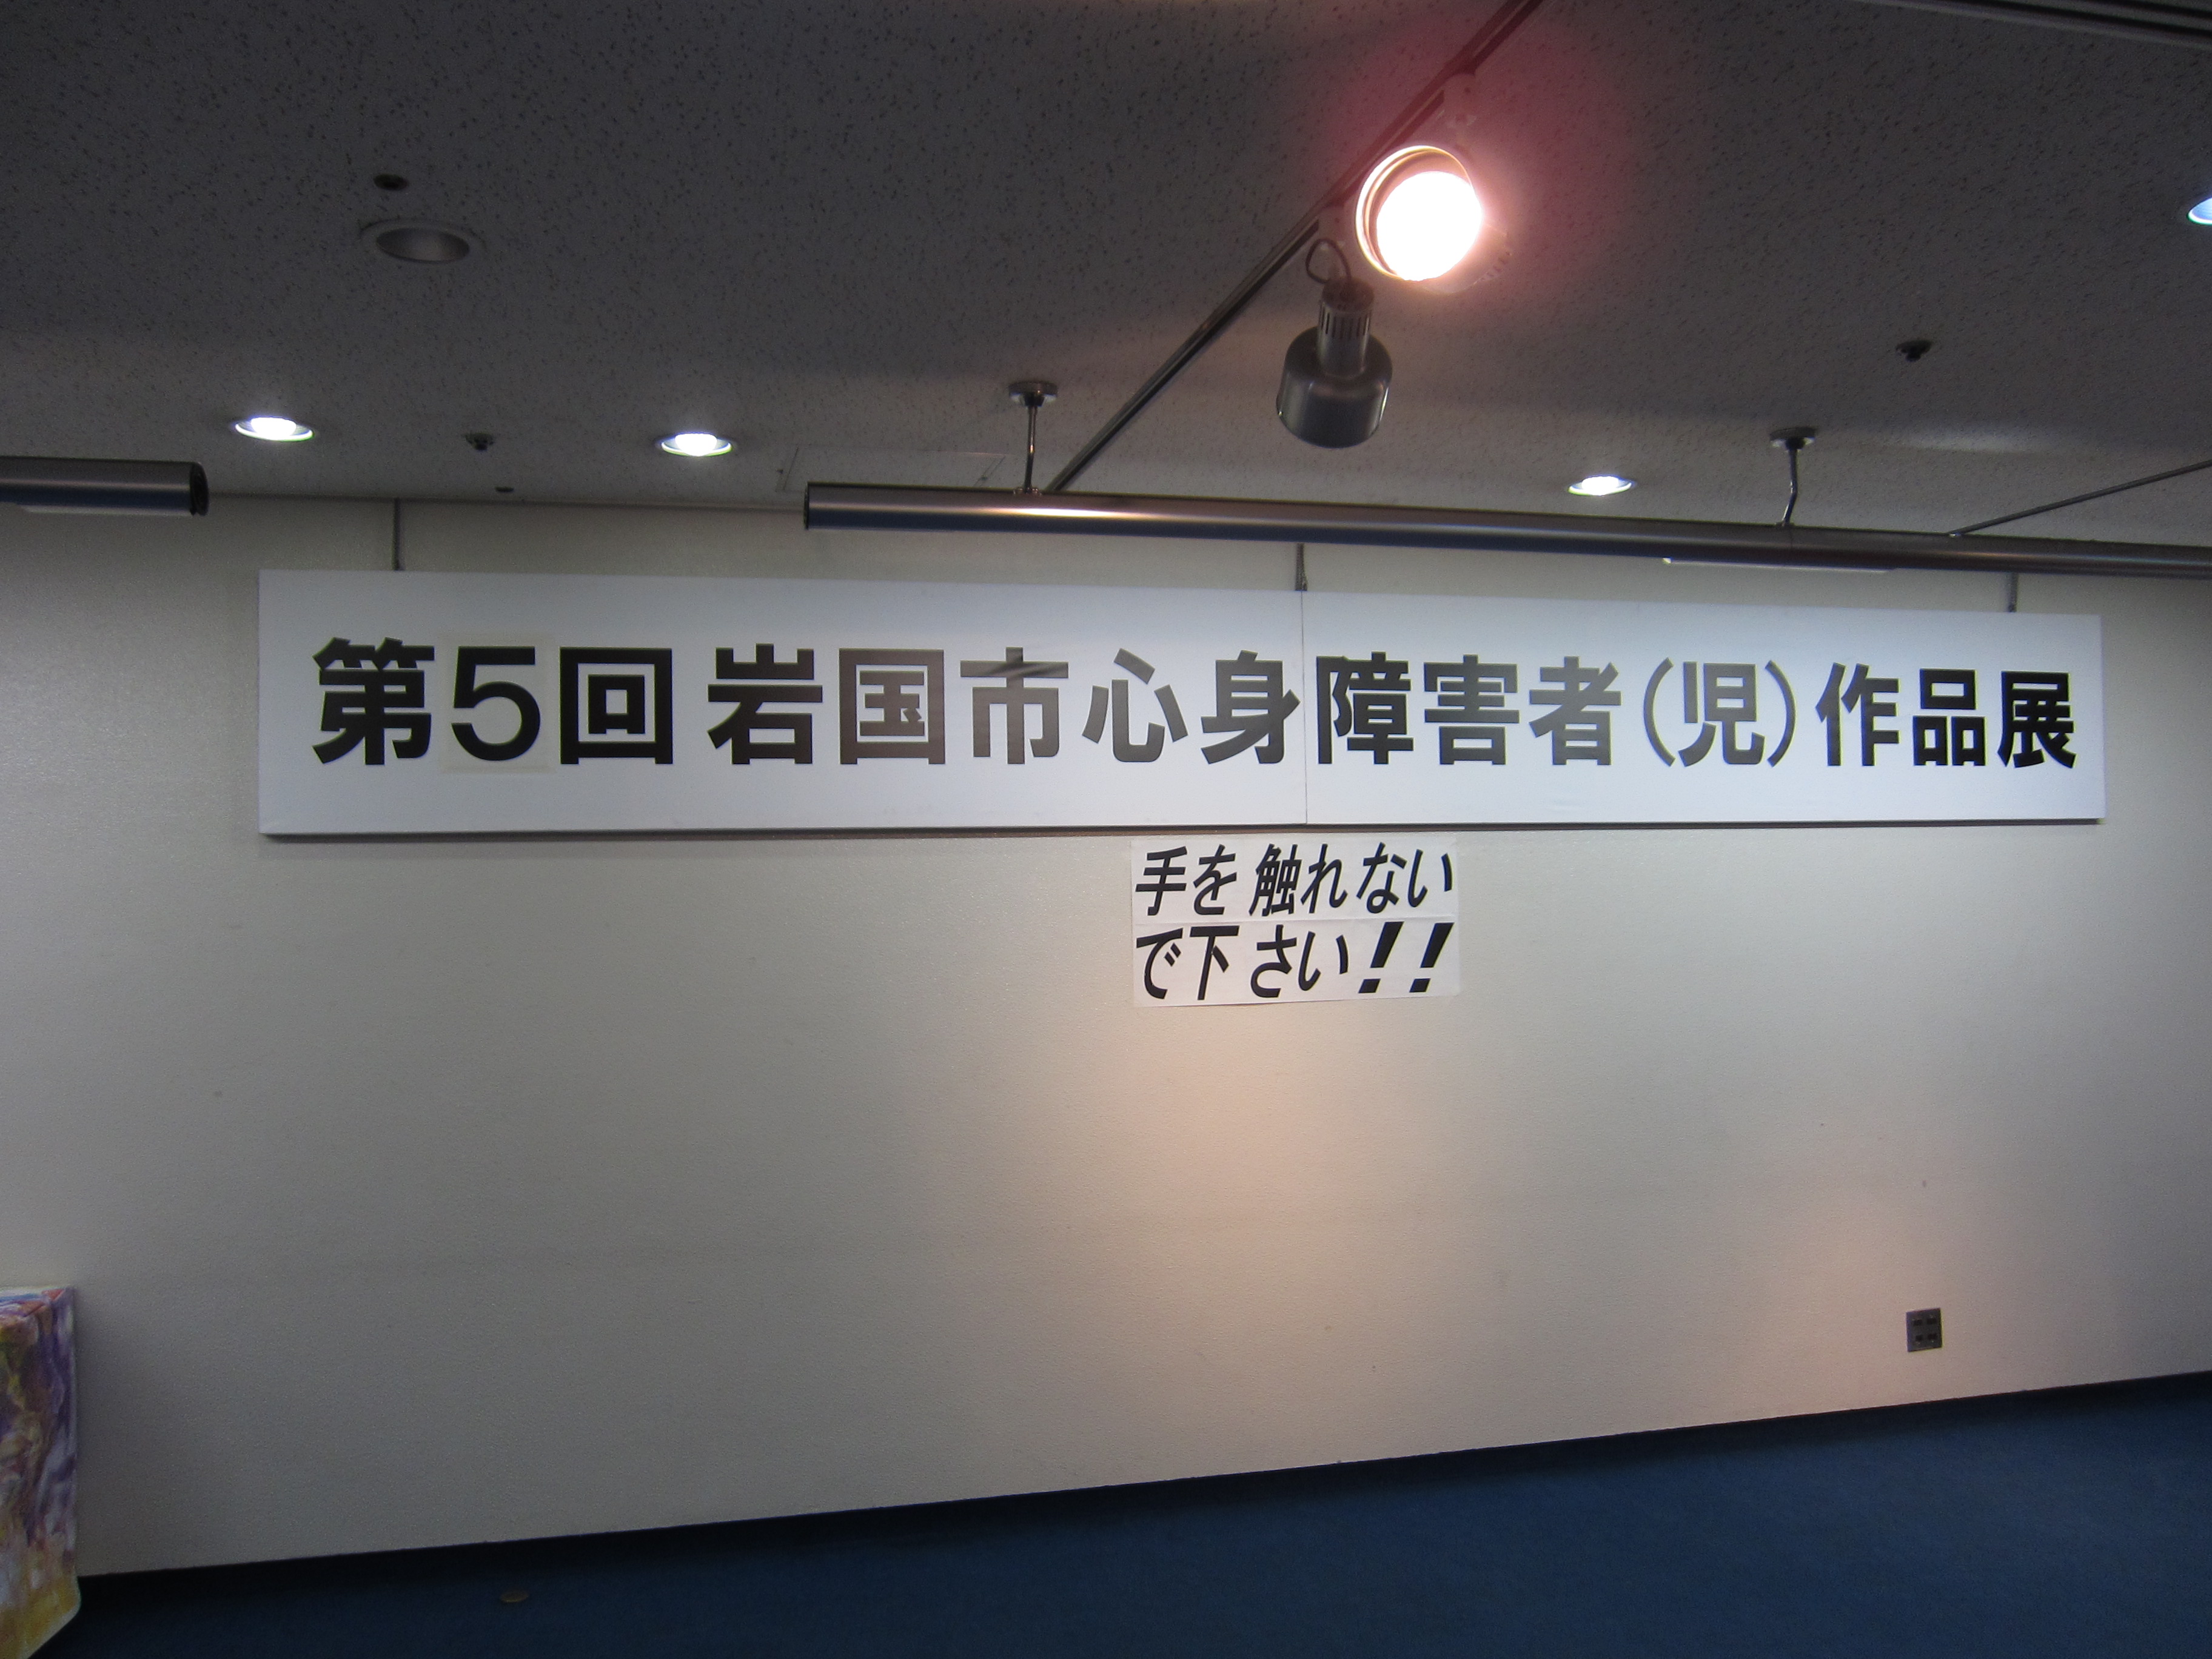 第5回 岩国市心身障害者(児)作品展
手を触れない
で下さい!!